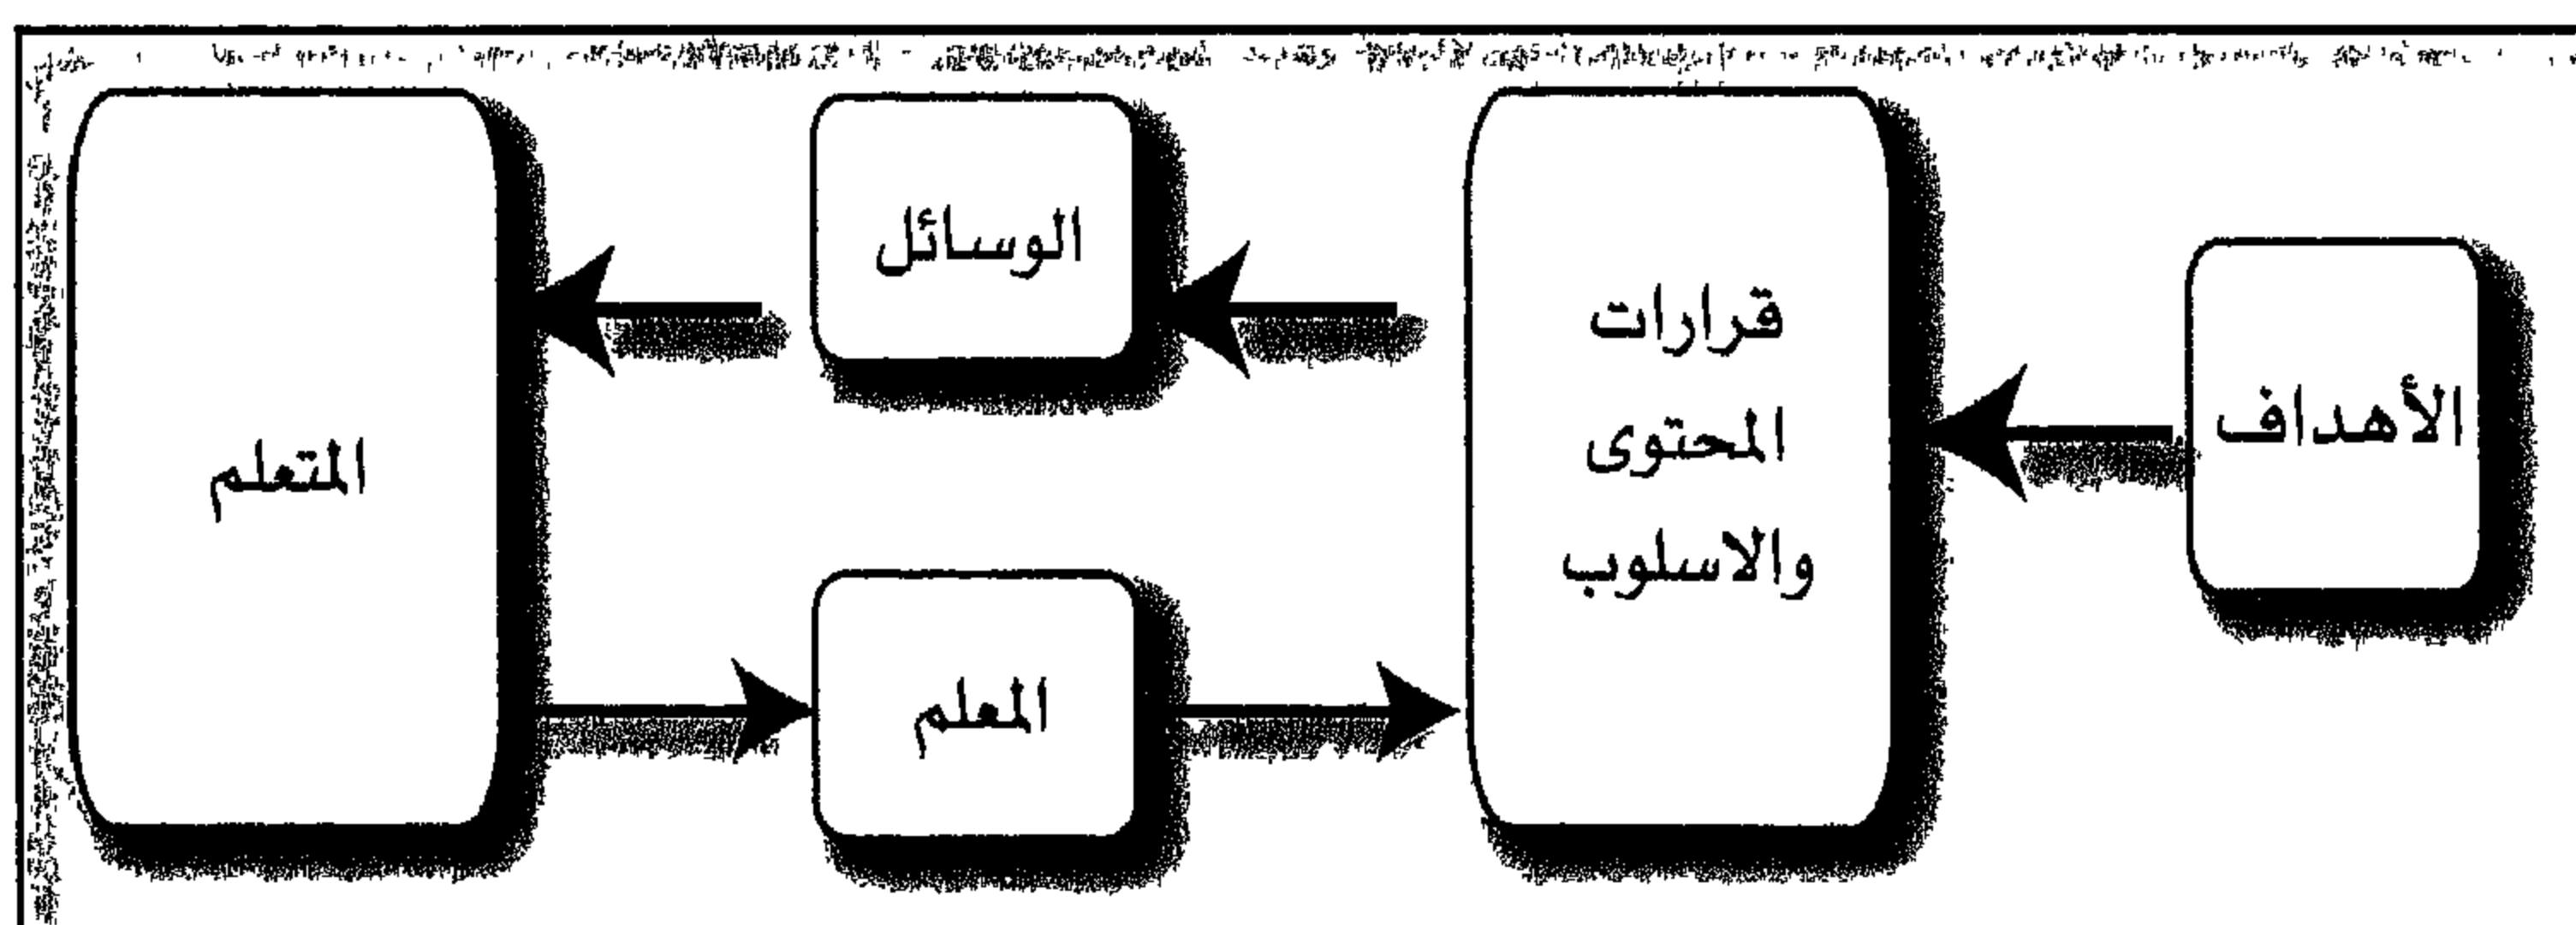 الأهداف
قرارات
المحتوى
والاسلوب
الوسائل
المعلم
المتعلم